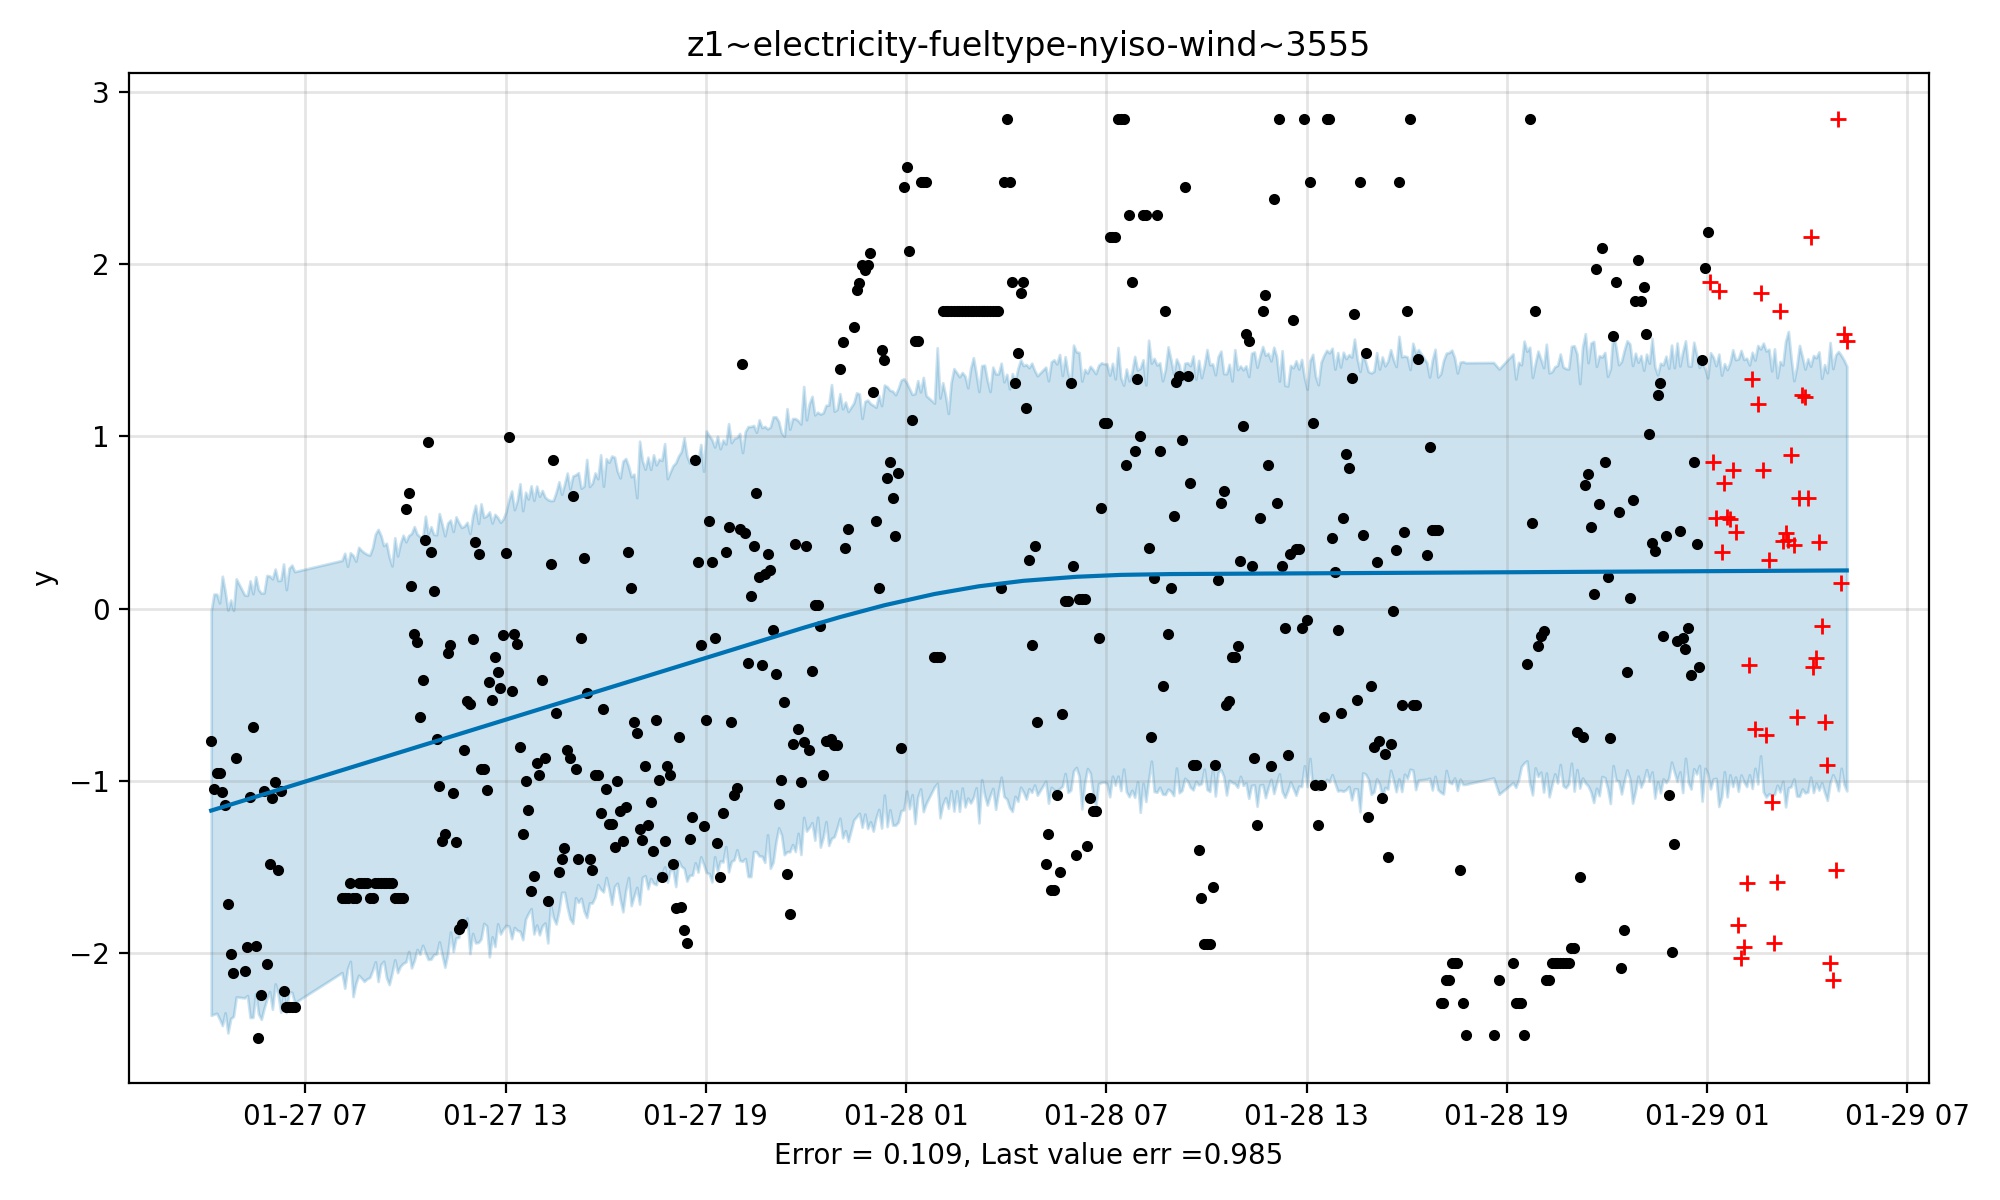 z1~electricity-fueltype-nyiso-wind~3555
3
2
1
0
−1
−2
y
01-27 07 01-27 13 01-27 19 01-28 01 01-28 07 01-28 13 01-28 19 01-29 01 01-29 07
Error = 0.109, Last value err =0.985